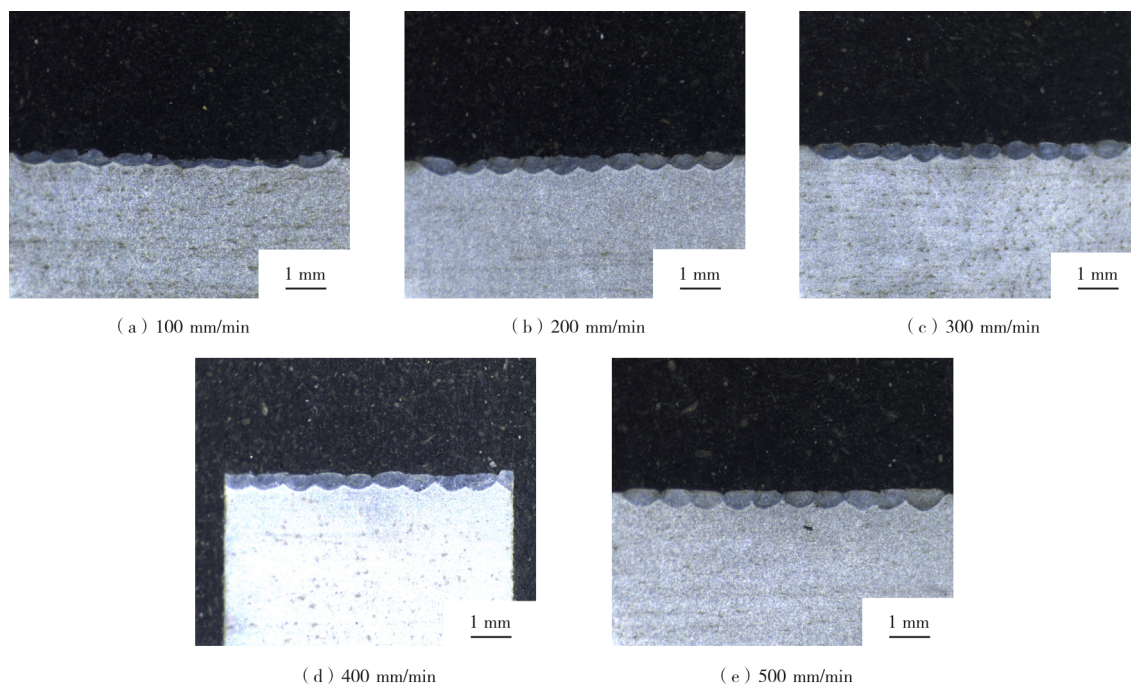 1 mm
1 mm
1 mm
（a）100 mm/min
（b）200 mm/min
（c）300 mm/min
1 mm
1 mm
（d）400 mm/min
（e）500 mm/min